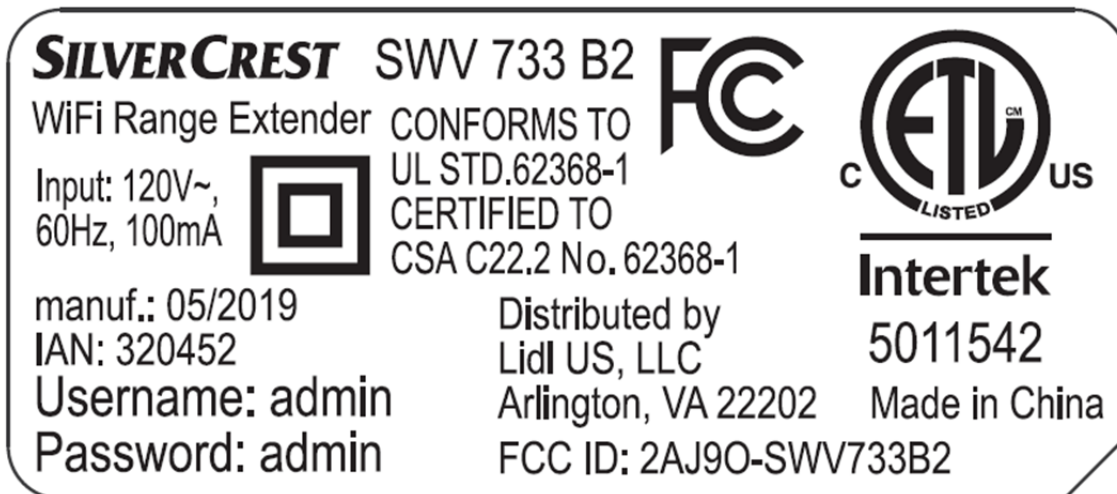 SILVERCREST SWV 733 B2
WiFi Range Extender
Input: 120V~,
60Hz, 100mA
CONFORMS TO
UL STD.62368-1
CERTIFIED TO
CSA C22.2 No. 62368-1
FC
ETL CM
C US
LISTED
Intertek
5011542
Made in China
manuf.: 05/2019
IAN: 320452
Username: admin
Password: admin
Distributed by
Lidl US, LLC
Arlington, VA 22202
FCC ID: 2AJ9O-SWV733B2